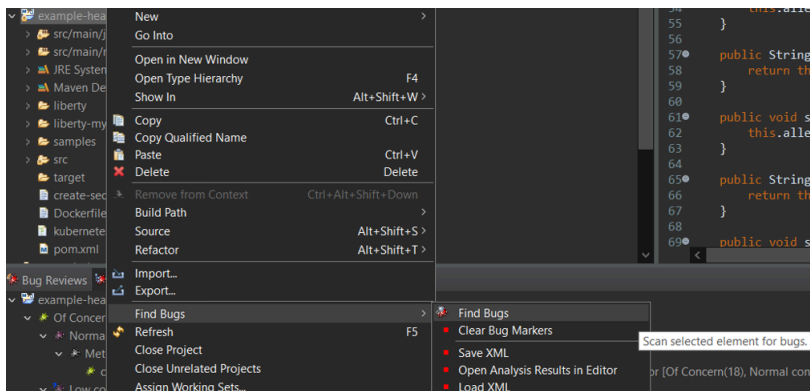 example-hea
src/main/j
src/main/r
JRE System
Maven De
liberty
liberty-my
samples
src
target
create-sec
Dockerfile
kubernete
pom.xml
New
Go Into
Open in New Window
Open Type Hierarchy F4
Show In Alt+Shift+W
Copy Ctrl+C
Copy Qualified Name
Paste Ctrl+V
Delete Delete
Remove from Context Ctrl+Alt+Shift+Down
Build Path
Source Alt+Shift+S
Refactor Alt+Shift+T
Import...
Export...
Find Bugs
Refresh F5
Close Project
Close Unrelated Projects
Assign Working Sets...
54 this.alle
55 }
56
57 public String
58 return th
59 }
60
61 public void s
62 this.alle
63 }
64
65 public String
66 return th
67 }
68
69 public void s
Bug Reviews
example-hea
Of Concer
Norma
Met
c
Low co
Find Bugs
Clear Bug Markers
Save XML
Open Analysis Results in Editor
Load XML
Scan selected element for bugs.
or [Of Concern(18), Normal con